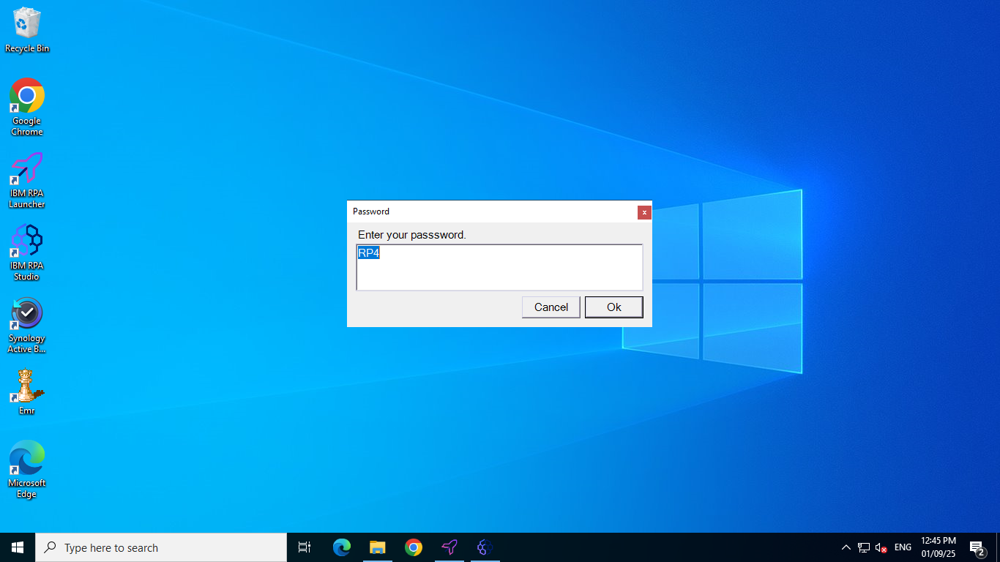 Recycle Bin
Google
Chrome
IBM RPA
Launcher
IBM RPA
Studio
Synology
Active B...
Emr
Microsoft
Edge
Password
x
Enter your passsword.
RP4
Cancel
Ok
Type here to search
ENG
12:45 PM
01/09/25
2